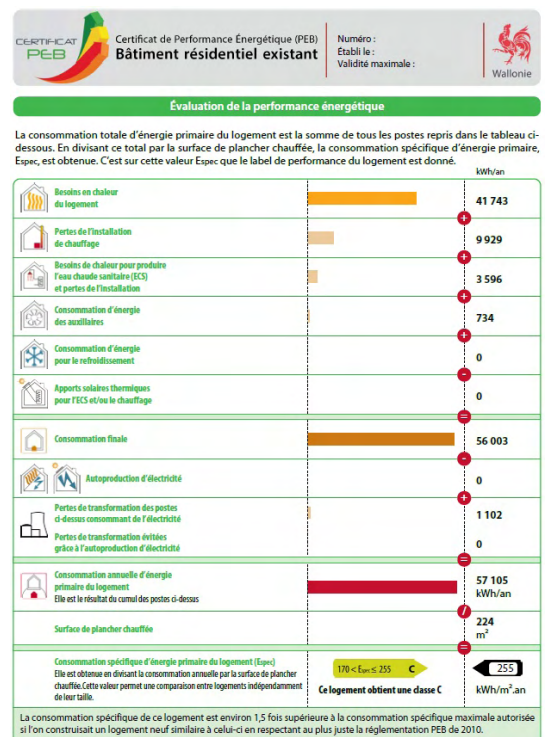 CERTIFICAT
PEB
Certificat de Performance Énergétique (PEB)
Bâtiment résidentiel existant
Numéro :
Établi le :
Validité maximale :
Wallonie
Évaluation de la performance énergétique
La consommation totale d'énergie primaire du logement est la somme de tous les postes repris dans le tableau ci-
dessous. En divisant ce total par la surface de plancher chauffée, la consommation spécifique d'énergie primaire,
Espec, est obtenue. C'est sur cette valeur Espec que le label de performance du logement est donné.
kWh/an
Besoins en chaleur
du logement
41 743
+
Pertes de l'installation
de chauffage
9 929
+
Besoins de chaleur pour produire
l'eau chaude sanitaire (ECS)
et pertes de l'installation
3 596
+
Consommation d'énergie
des auxiliaires
734
+
Consommation d'énergie
pour le refroidissement
0
-
Apports solaires thermiques
pour l'ECS et/ou le chauffage
0
=
Consommation finale
56 003
-
Autoproduction d'électricité
0
+
Pertes de transformation des postes
ci-dessus consommant de l'électricité
1 102
Pertes de transformation évitées
grâce à l'autoproduction d'électricité
0
=
Consommation annuelle d'énergie
primaire du logement
Elle est le résultat du cumul des postes ci-dessus
57 105
kWh/an
/
Surface de plancher chauffée
224
m²
=
Consommation spécifique d'énergie primaire du logement (Espec)
Elle est obtenue en divisant la consommation annuelle par la surface de plancher
chauffée.Cette valeur permet une comparaison entre logements indépendamment
de leur taille.
170 < Espec ≤ 255 C
Ce logement obtient une classe C
255
kWh/m².an
La consommation spécifique de ce logement est environ 1,5 fois supérieure à la consommation spécifique maximale autorisée
si l'on construisait un logement neuf similaire à celui-ci en respectant au plus juste la réglementation PEB de 2010.